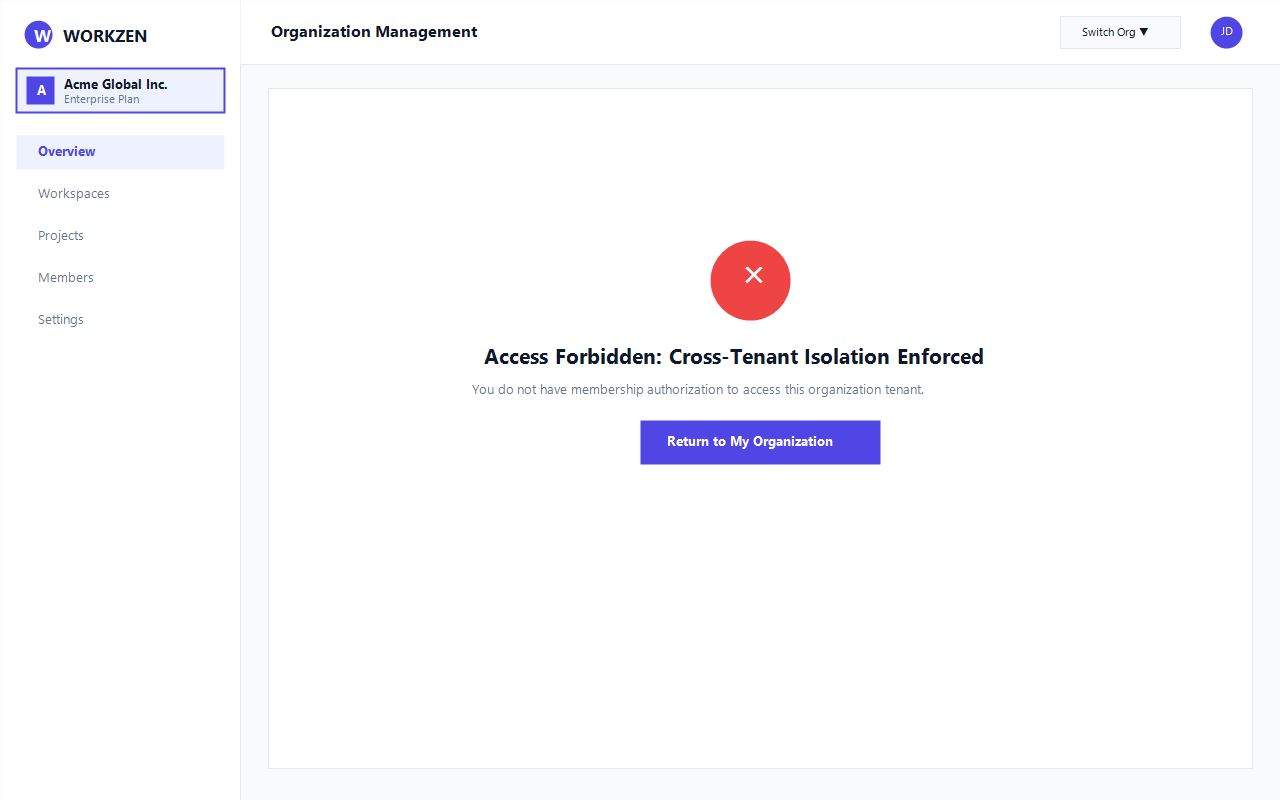 W WORKZEN
A Acme Global Inc.
Enterprise Plan
Overview
Workspaces
Projects
Members
Settings
Organization Management
Switch Org ▼
JD
✕
Access Forbidden: Cross-Tenant Isolation Enforced
You do not have membership authorization to access this organization tenant.
Return to My Organization